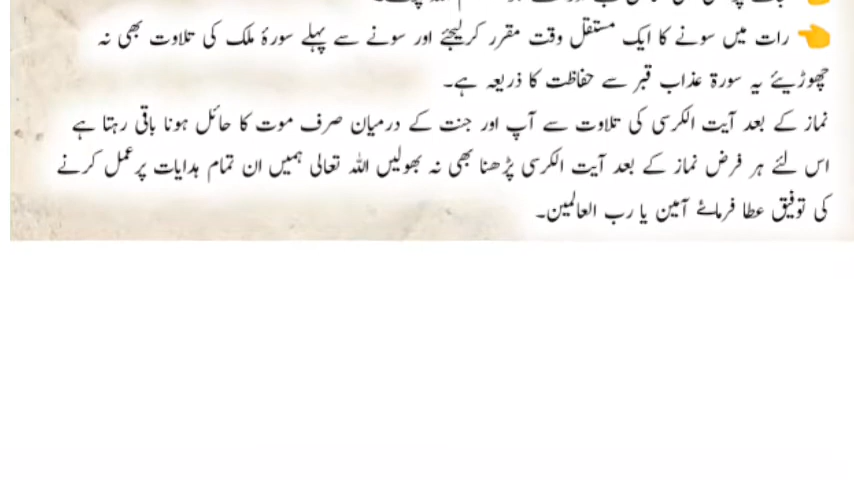 👈 رات میں سونے کا ایک مستقل وقت مقرر کرلیجئے اور سونے سے پہلے سورۂ ملک کی تلاوت بھی نہ
چھوڑیئے یہ سورۃ عذاب قبر سے حفاظت کا ذریعہ ہے۔
نماز کے بعد آیت الکرسی کی تلاوت سے آپ اور جنت کے درمیان صرف موت کا حائل ہونا باقی رہتا ہے
اس لئے ہر فرض نماز کے بعد آیت الکرسی پڑھنا بھی نہ بھولیں اللہ تعالی ہمیں ان تمام ہدایات پر عمل کرنے
کی توفیق عطا فرمائے آمین یا رب العالمین۔